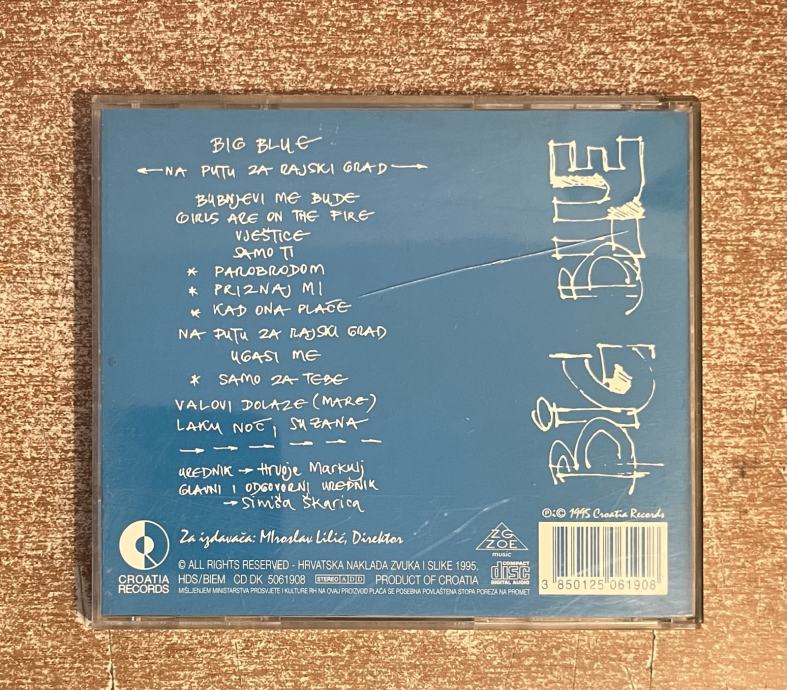 BIG BLUE
←NA PUTU ZA RAJSKI GRAD→
BUBNJEVI ME BUDE
GIRLS ARE ON THE FIRE
VJEŠTICE
SAMO TI
* PAROBRODOM
* PRIZNAJ MI
* KAD ONA PLAČE
NA PUTU ZA RAJSKI GRAD
UGASI ME
* SAMO ZA TEBE
VALOVI DOLAZE (MARE)
LAKU NOĆ, SUZANA
UREDNIK → Hrvoje Markulj
GLAVNI I ODGOVORNI UREDNIK
→ Siniša Škarica
BIG BLUE
Ⓟ:© 1995 Croatia Records
Za izdavača: MIroslav Lilić, Direktor
CROATIA
RECORDS
ZG
ZOE
music
© ALL RIGHTS RESERVED - HRVATSKA NAKLADA ZVUKA I SLIKE 1995,
HDS/BIEM CD DK 5061908 STEREO ADD PRODUCT OF CROATIA
MIŠLJENJEM MINISTARSTVA PROSVJETE I KULTURE RH NA OVAJ PROIZVOD PLAĆA SE POSEBNA POVLAŠTENA STOPA POREZA NA PROMET
COMPACT
disc
DIGITAL AUDIO
3 850125 061908